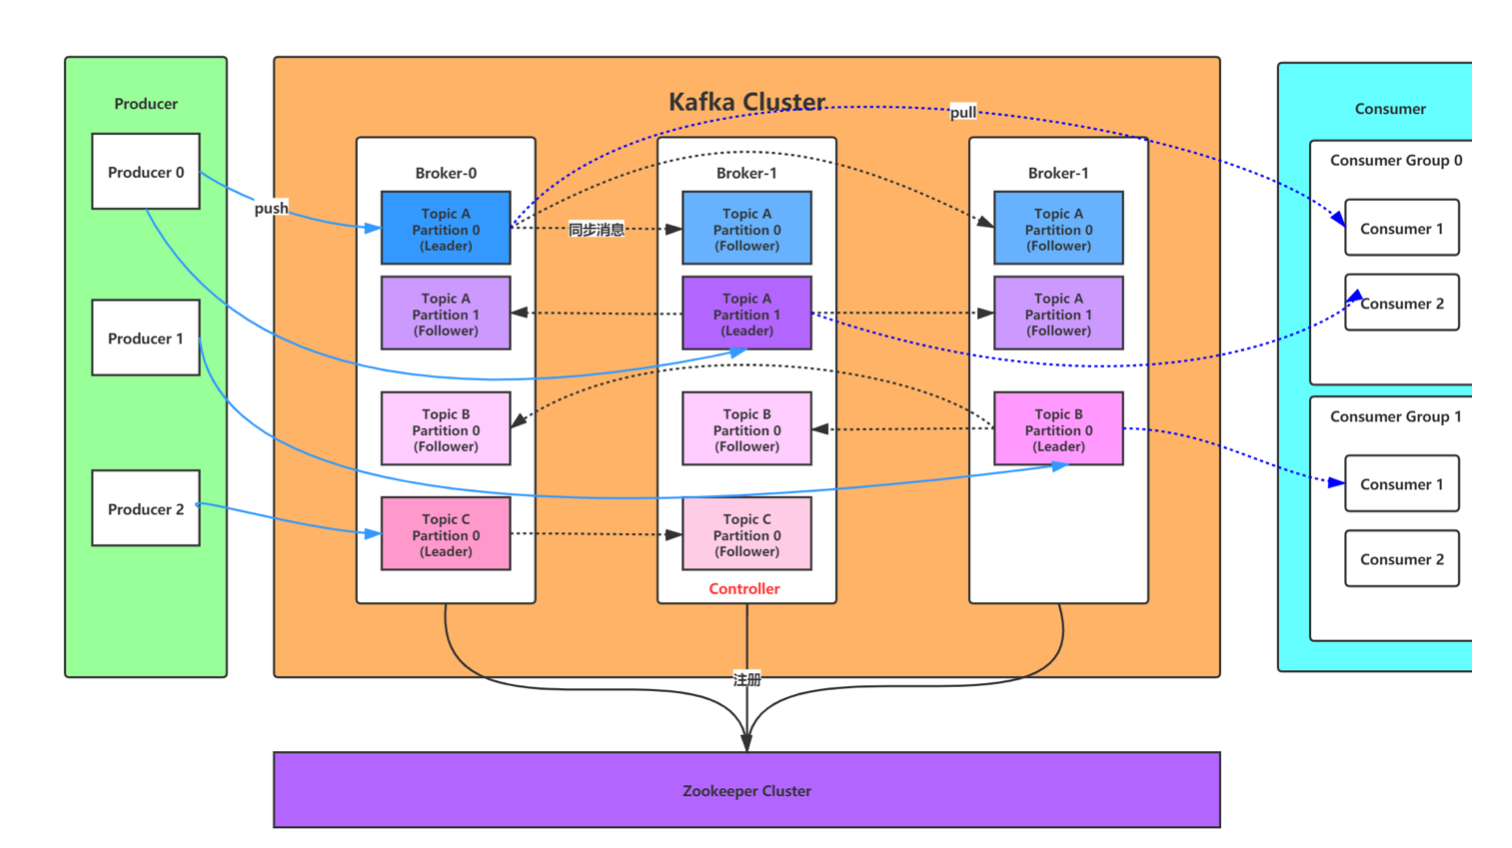 Producer
Producer 0
Producer 1
Producer 2
push
Kafka Cluster
pull
Broker-0
Topic A
Partition 0
(Leader)
Topic A
Partition 1
(Follower)
Topic B
Partition 0
(Follower)
Topic C
Partition 0
(Leader)
同步消息
Broker-1
Topic A
Partition 0
(Follower)
Topic A
Partition 1
(Leader)
Topic B
Partition 0
(Follower)
Topic C
Partition 0
(Follower)
Controller
Broker-1
Topic A
Partition 0
(Follower)
Topic A
Partition 1
(Follower)
Topic B
Partition 0
(Leader)
注册
Zookeeper Cluster
Consumer
Consumer Group 0
Consumer 1
Consumer 2
Consumer Group 1
Consumer 1
Consumer 2